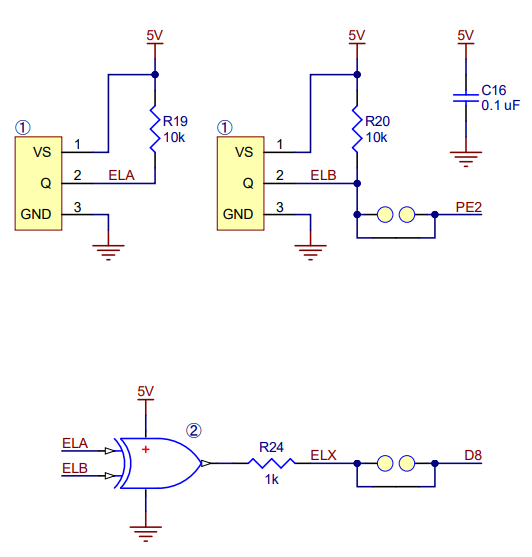 5V
5V
5V
①
VS
1
R19
10k
Q
2
ELA
GND
3
①
VS
1
R20
10k
Q
2
ELB
GND
3
PE2
C16
0.1 uF
5V
②
ELA
+
ELB
R24
1k
ELX
D8